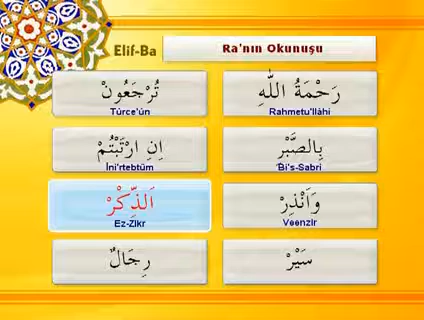 Elif-Ba
Ra'nın Okunuşu
رَحْمَةُ اللّٰهِ
Rahmetu'llâhi
تُرْجَعُونْ
Türce'ûn
بِالصَّبْرِ
Bi's-Sabri
اِنِ ارْتَبْتُمْ
İni'rtebtüm
وَاَنْذِرْ
Veenzir
اَلذِّكْرْ
Ez-Zikr
سَيْرْ
رِجَالٌ